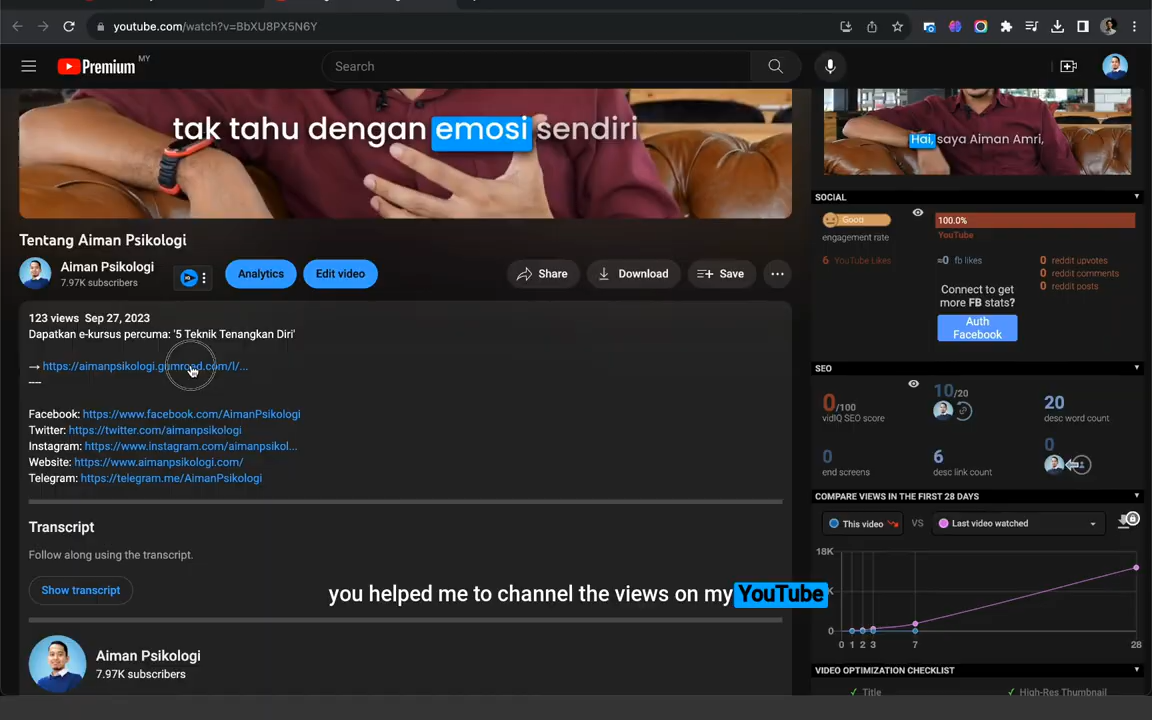 youtube.com/watch?v=BbXU8PX5N6Y
Premium MY
Search
tak tahu dengan emosi sendiri
Hai, saya Aiman Amri,
Tentang Aiman Psikologi
Aiman Psikologi
7.97K subscribers
Analytics
Edit video
Share
Download
Save
123 views Sep 27, 2023
Dapatkan e-kursus percuma: '5 Teknik Tenangkan Diri'
→ https://aimanpsikologi.gumroad.com/l/...
—
Facebook: https://www.facebook.com/AimanPsikologi
Twitter: https://twitter.com/aimanpsikologi
Instagram: https://www.instagram.com/aimanpsikol...
Website: https://www.aimanpsikologi.com/
Telegram: https://telegram.me/AimanPsikologi
Transcript
Follow along using the transcript.
Show transcript
you helped me to channel the views on my YouTube
Aiman Psikologi
7.97K subscribers
SOCIAL
Good
engagement rate
100.0%
YouTube
6 YouTube Likes
≈0 fb likes
0 reddit upvotes
0 reddit comments
0 reddit posts
Connect to get
more FB stats?
Auth
Facebook
SEO
0/100
vidIQ SEO score
10/20
20
desc word count
0
end screens
6
desc link count
0
COMPARE VIEWS IN THE FIRST 28 DAYS
This video
VS
Last video watched
18K
K
0
0 1 2 3 7 28
VIDEO OPTIMIZATION CHECKLIST
✓ Title
✓ High-Res Thumbnail